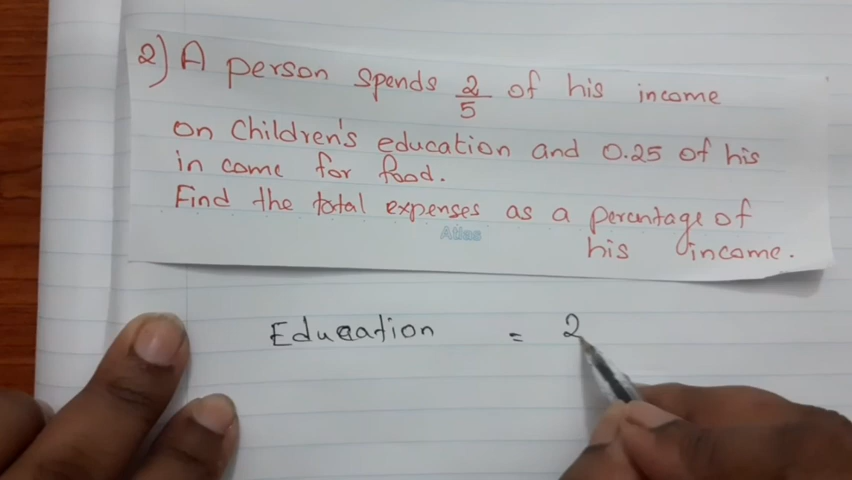 2) A person spends 2/5 of his income
on Children's education and 0.25 of his
in come for food.
Find the total expenses as a percntage of
his income.
Atlas
Education = 2